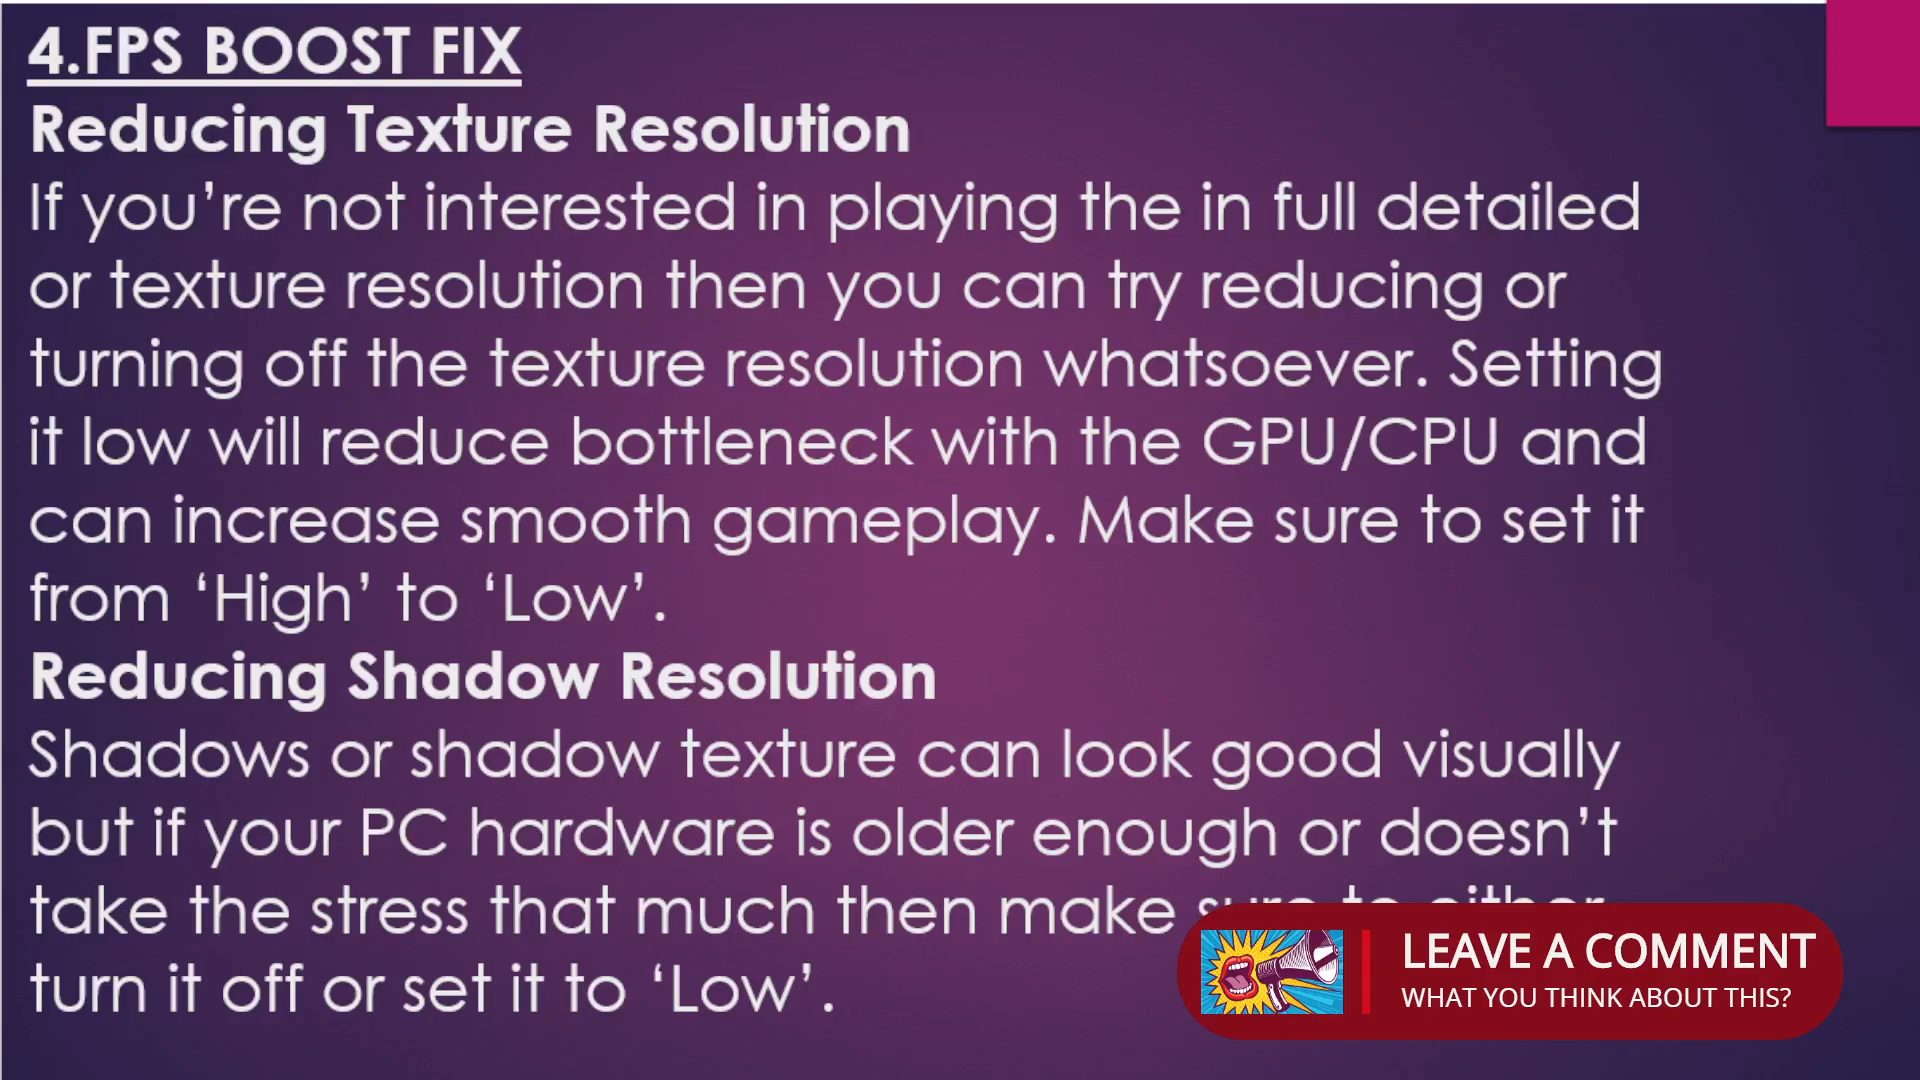 4.FPS BOOST FIX
Reducing Texture Resolution
If you’re not interested in playing the in full detailed
or texture resolution then you can try reducing or
turning off the texture resolution whatsoever. Setting
it low will reduce bottleneck with the GPU/CPU and
can increase smooth gameplay. Make sure to set it
from ‘High’ to ‘Low’.
Reducing Shadow Resolution
Shadows or shadow texture can look good visually
but if your PC hardware is older enough or doesn’t
take the stress that much then make sure to either
turn it off or set it to ‘Low’.
LEAVE A COMMENT
WHAT YOU THINK ABOUT THIS?